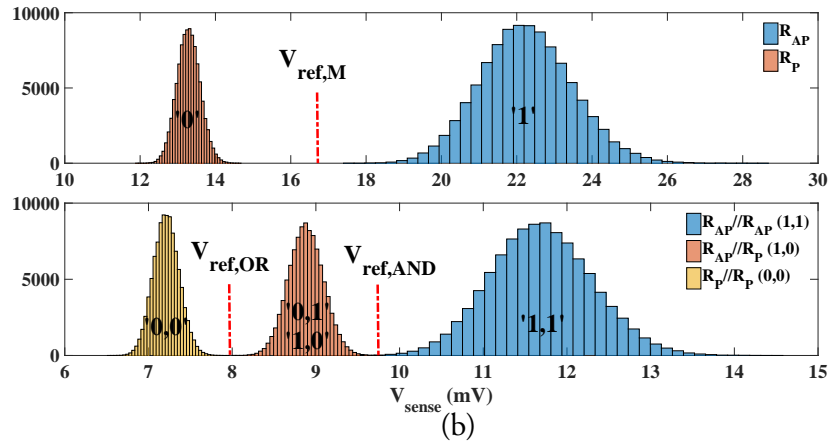 10000
5000
0
V_ref,M
'0'
'1'
R_AP
R_P
10 12 14 16 18 20 22 24 26 28 30
10000
5000
0
V_ref,OR
V_ref,AND
'0,0'
'0,1'
'1,0'
'1,1'
R_AP//R_AP (1,1)
R_AP//R_P (1,0)
R_P//R_P (0,0)
6 7 8 9 10 11 12 13 14 15
V_sense (mV)
(b)